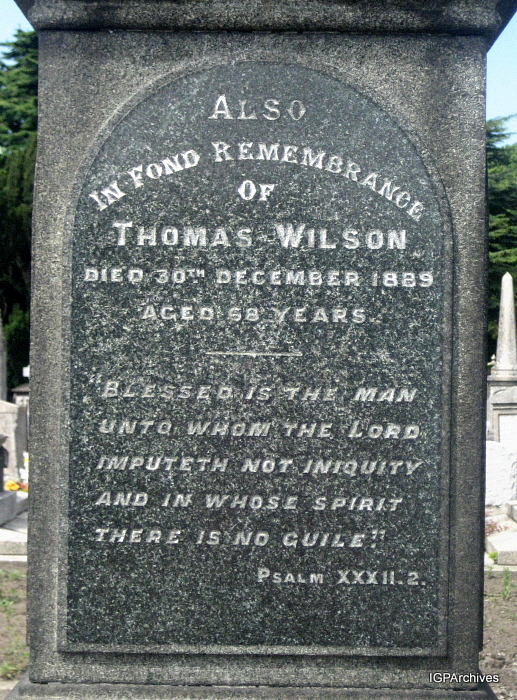 ALSO
IN FOND REMEMBRANCE
OF
THOMAS WILSON
DIED 30TH DECEMBER 1889
AGED 68 YEARS.
"BLESSED IS THE MAN
UNTO WHOM THE LORD
IMPUTETH NOT INIQUITY
AND IN WHOSE SPIRIT
THERE IS NO GUILE."
PSALM XXXII.2.
IGPArchives